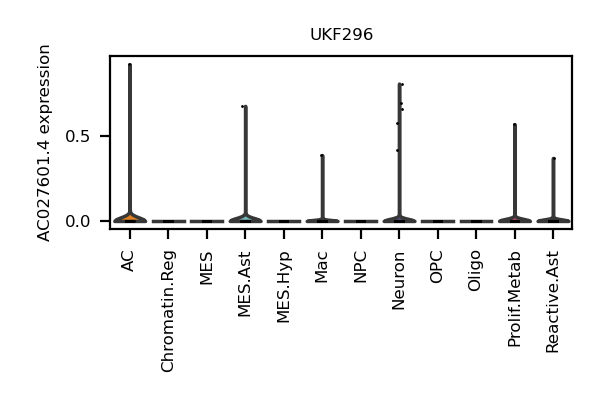 UKF296
AC027601.4 expression
0.5
0.0
AC
Chromatin.Reg
MES
MES.Ast
MES.Hyp
Mac
NPC
Neuron
OPC
Oligo
Prolif.Metab
Reactive.Ast